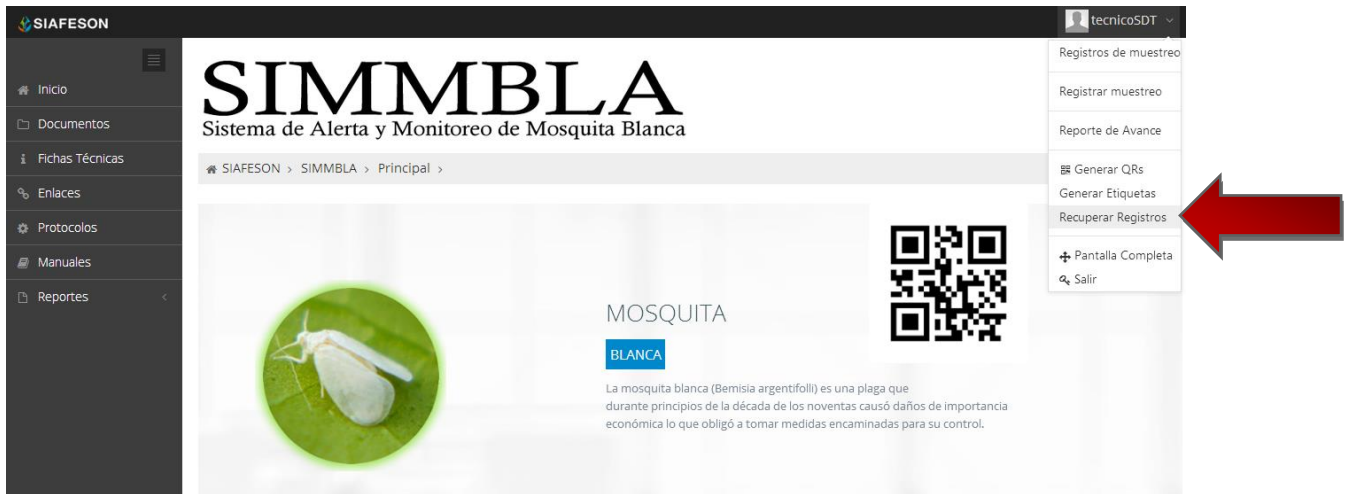 SIAFESON
tecnicoSDT
Inicio
Documentos
Fichas Técnicas
Enlaces
Protocolos
Manuales
Reportes
SIMMBLA
Sistema de Alerta y Monitoreo de Mosquita Blanca
SIAFESON > SIMMBLA > Principal >
Registros de muestreo
Registrar muestreo
Reporte de Avance
Generar QRs
Generar Etiquetas
Recuperar Registros
Pantalla Completa
Salir
MOSQUITA
BLANCA
La mosquita blanca (Bemisia argentifolli) es una plaga que
durante principios de la década de los noventas causó daños de importancia
económica lo que obligó a tomar medidas encaminadas para su control.